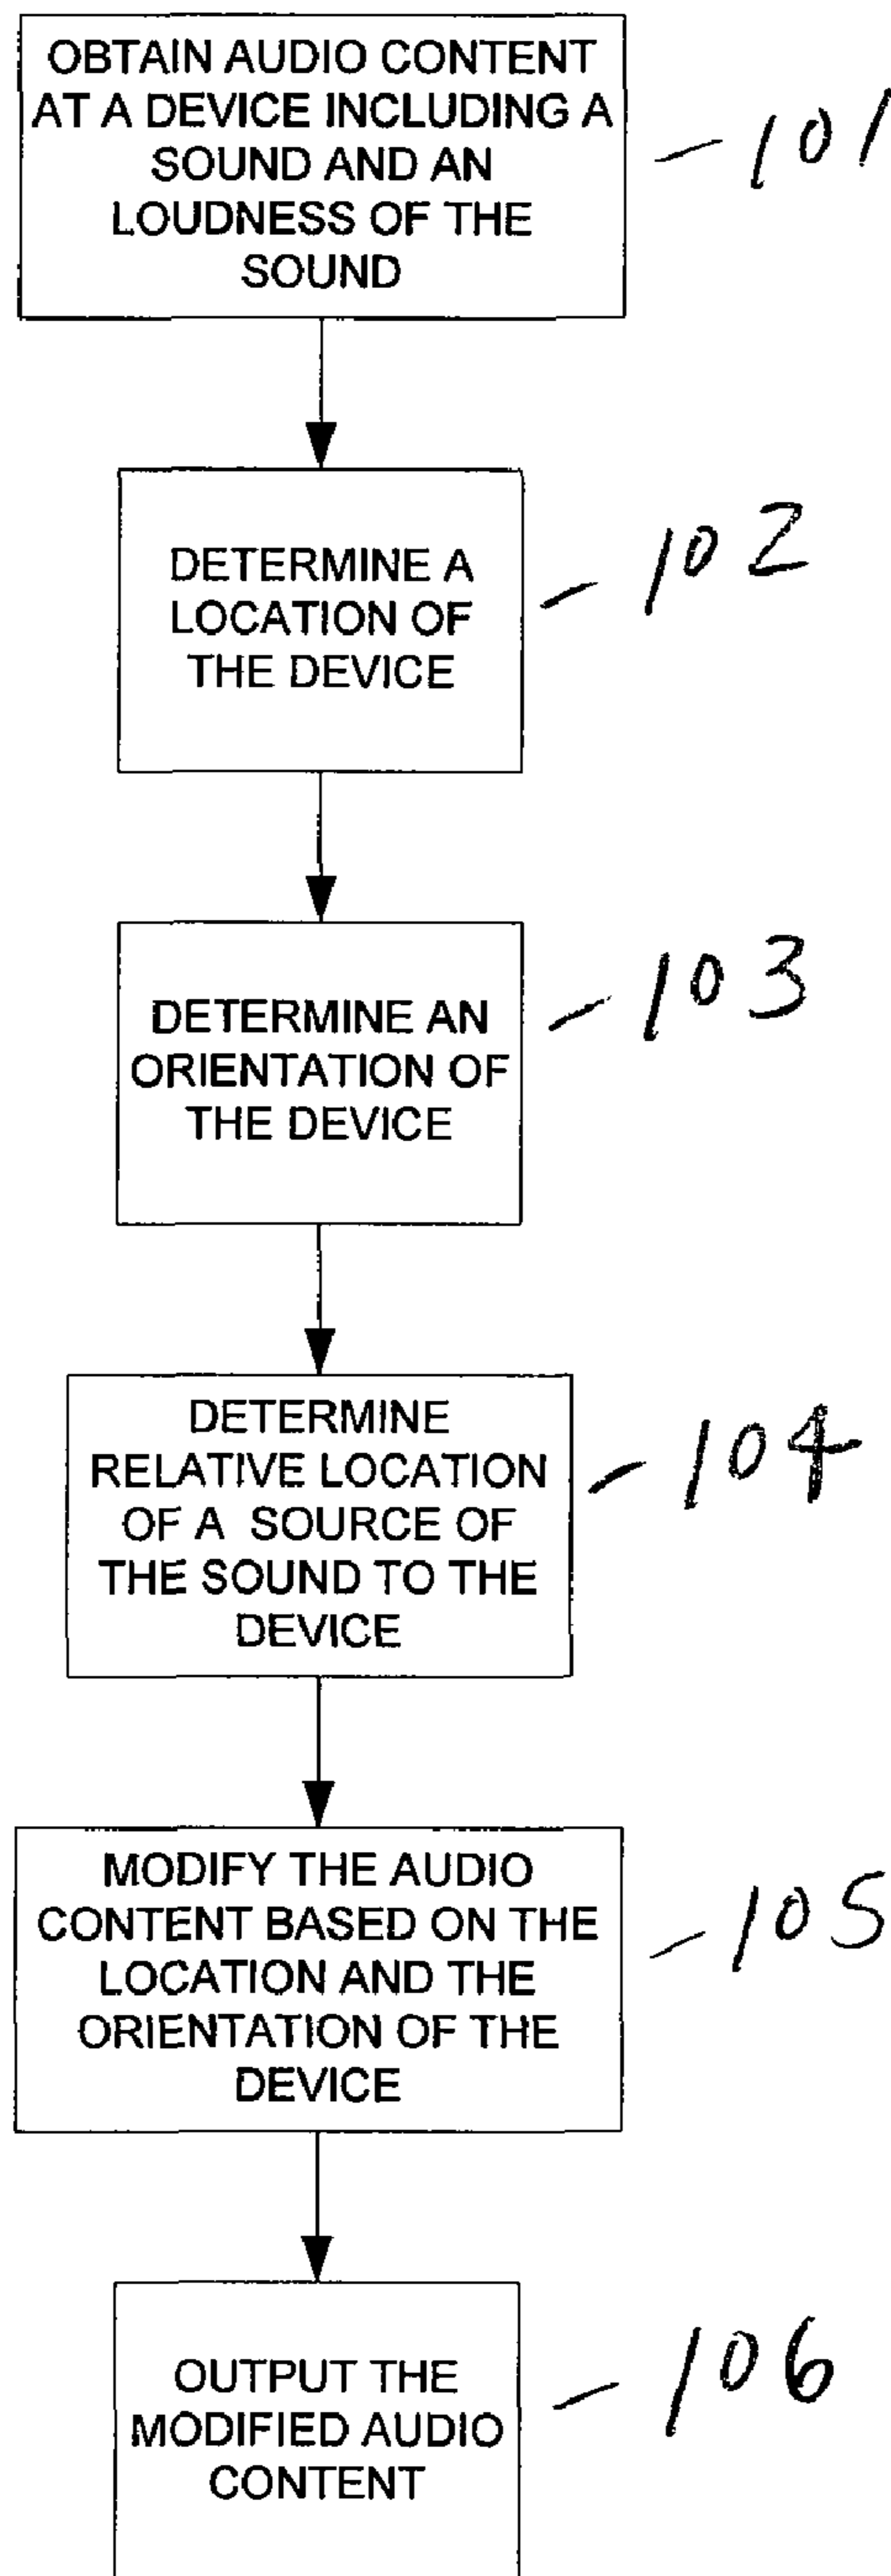 OBTAIN AUDIO CONTENT
AT A DEVICE INCLUDING A
SOUND AND AN
LOUDNESS OF THE
SOUND
101
DETERMINE A
LOCATION OF
THE DEVICE
102
DETERMINE AN
ORIENTATION OF
THE DEVICE
103
DETERMINE
RELATIVE LOCATION
OF A SOURCE OF
THE SOUND TO THE
DEVICE
104
MODIFY THE AUDIO
CONTENT BASED ON THE
LOCATION AND THE
ORIENTATION OF THE
DEVICE
105
OUTPUT THE
MODIFIED AUDIO
CONTENT
106